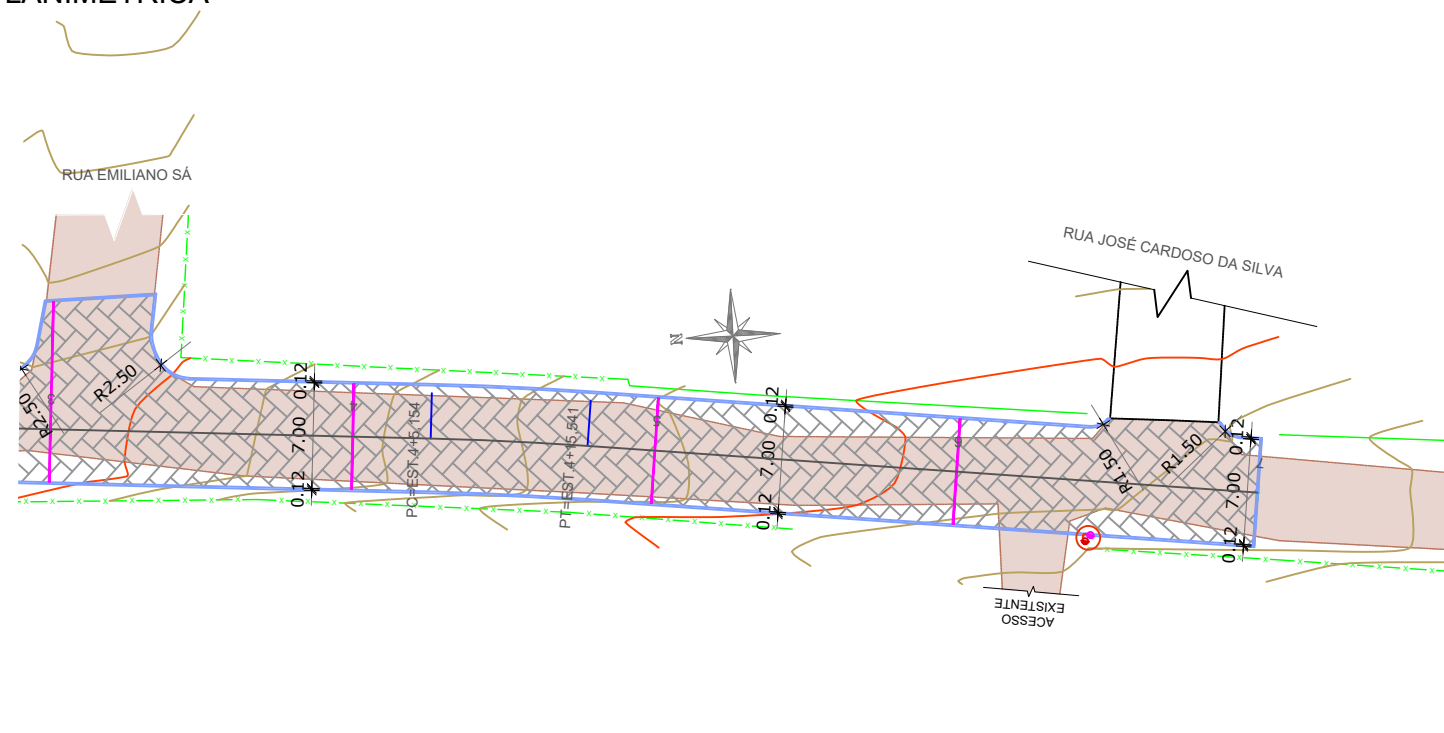 RUA EMILIANO SÁ
RUA JOSÉ CARDOSO DA SILVA
N
R2.50
R2.50
0.12
7.00
0.12
PC=EST.4+5,154
PT=EST.4+15,541
0.12
7.00
0.12
R1.50
R1.50
0.12
7.00
0.12
ACESSO
EXISTENTE